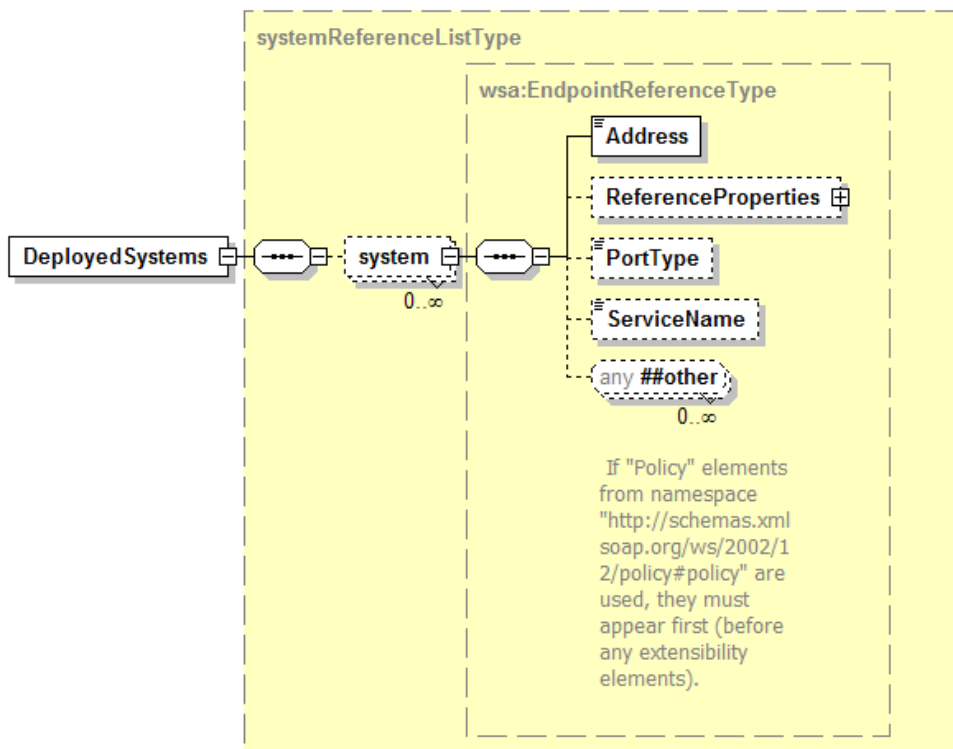 systemReferenceListType
wsa:EndpointReferenceType
Address
ReferenceProperties
DeployedSystems
system
0..∞
PortType
ServiceName
any ##other
0..∞
If "Policy" elements
from namespace
"http://schemas.xml
soap.org/ws/2002/1
2/policy#policy" are
used, they must
appear first (before
any extensibility
elements).